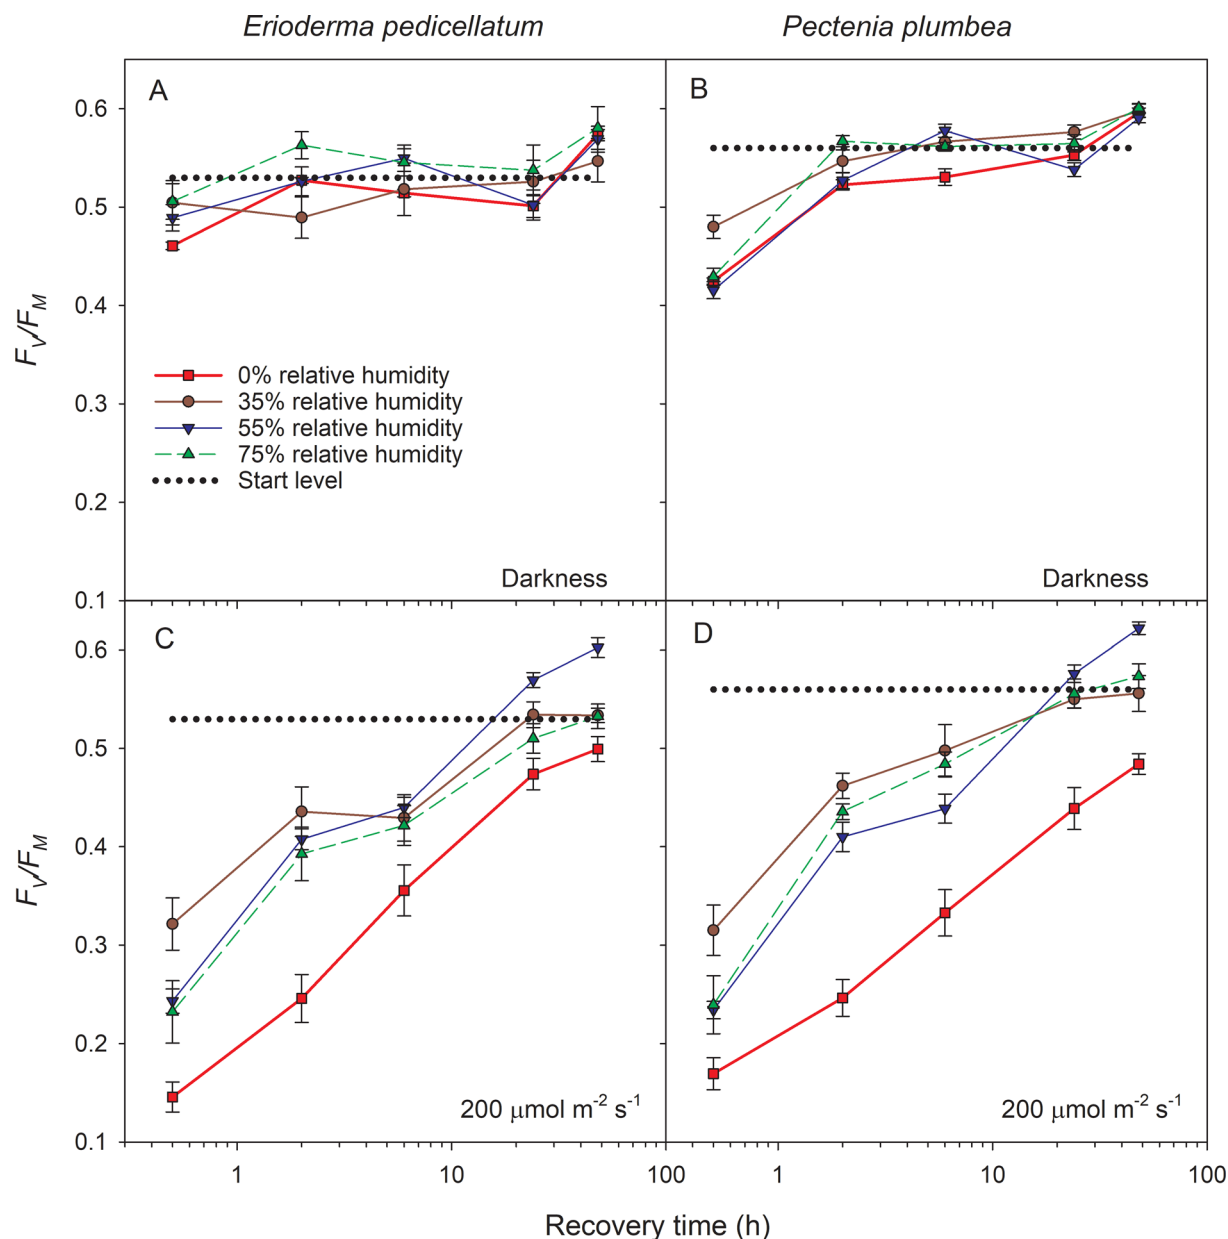 Erioderma pedicellatum
Pectenia plumbea
A
B
0.6
0.5
0.4
0.3
0.2
0.1
FV/FM
0% relative humidity
35% relative humidity
55% relative humidity
75% relative humidity
Start level
Darkness
Darkness
C
D
0.6
0.5
0.4
0.3
0.2
0.1
FV/FM
200 μmol m-2 s-1
200 μmol m-2 s-1
1
10
100
1
10
100
Recovery time (h)